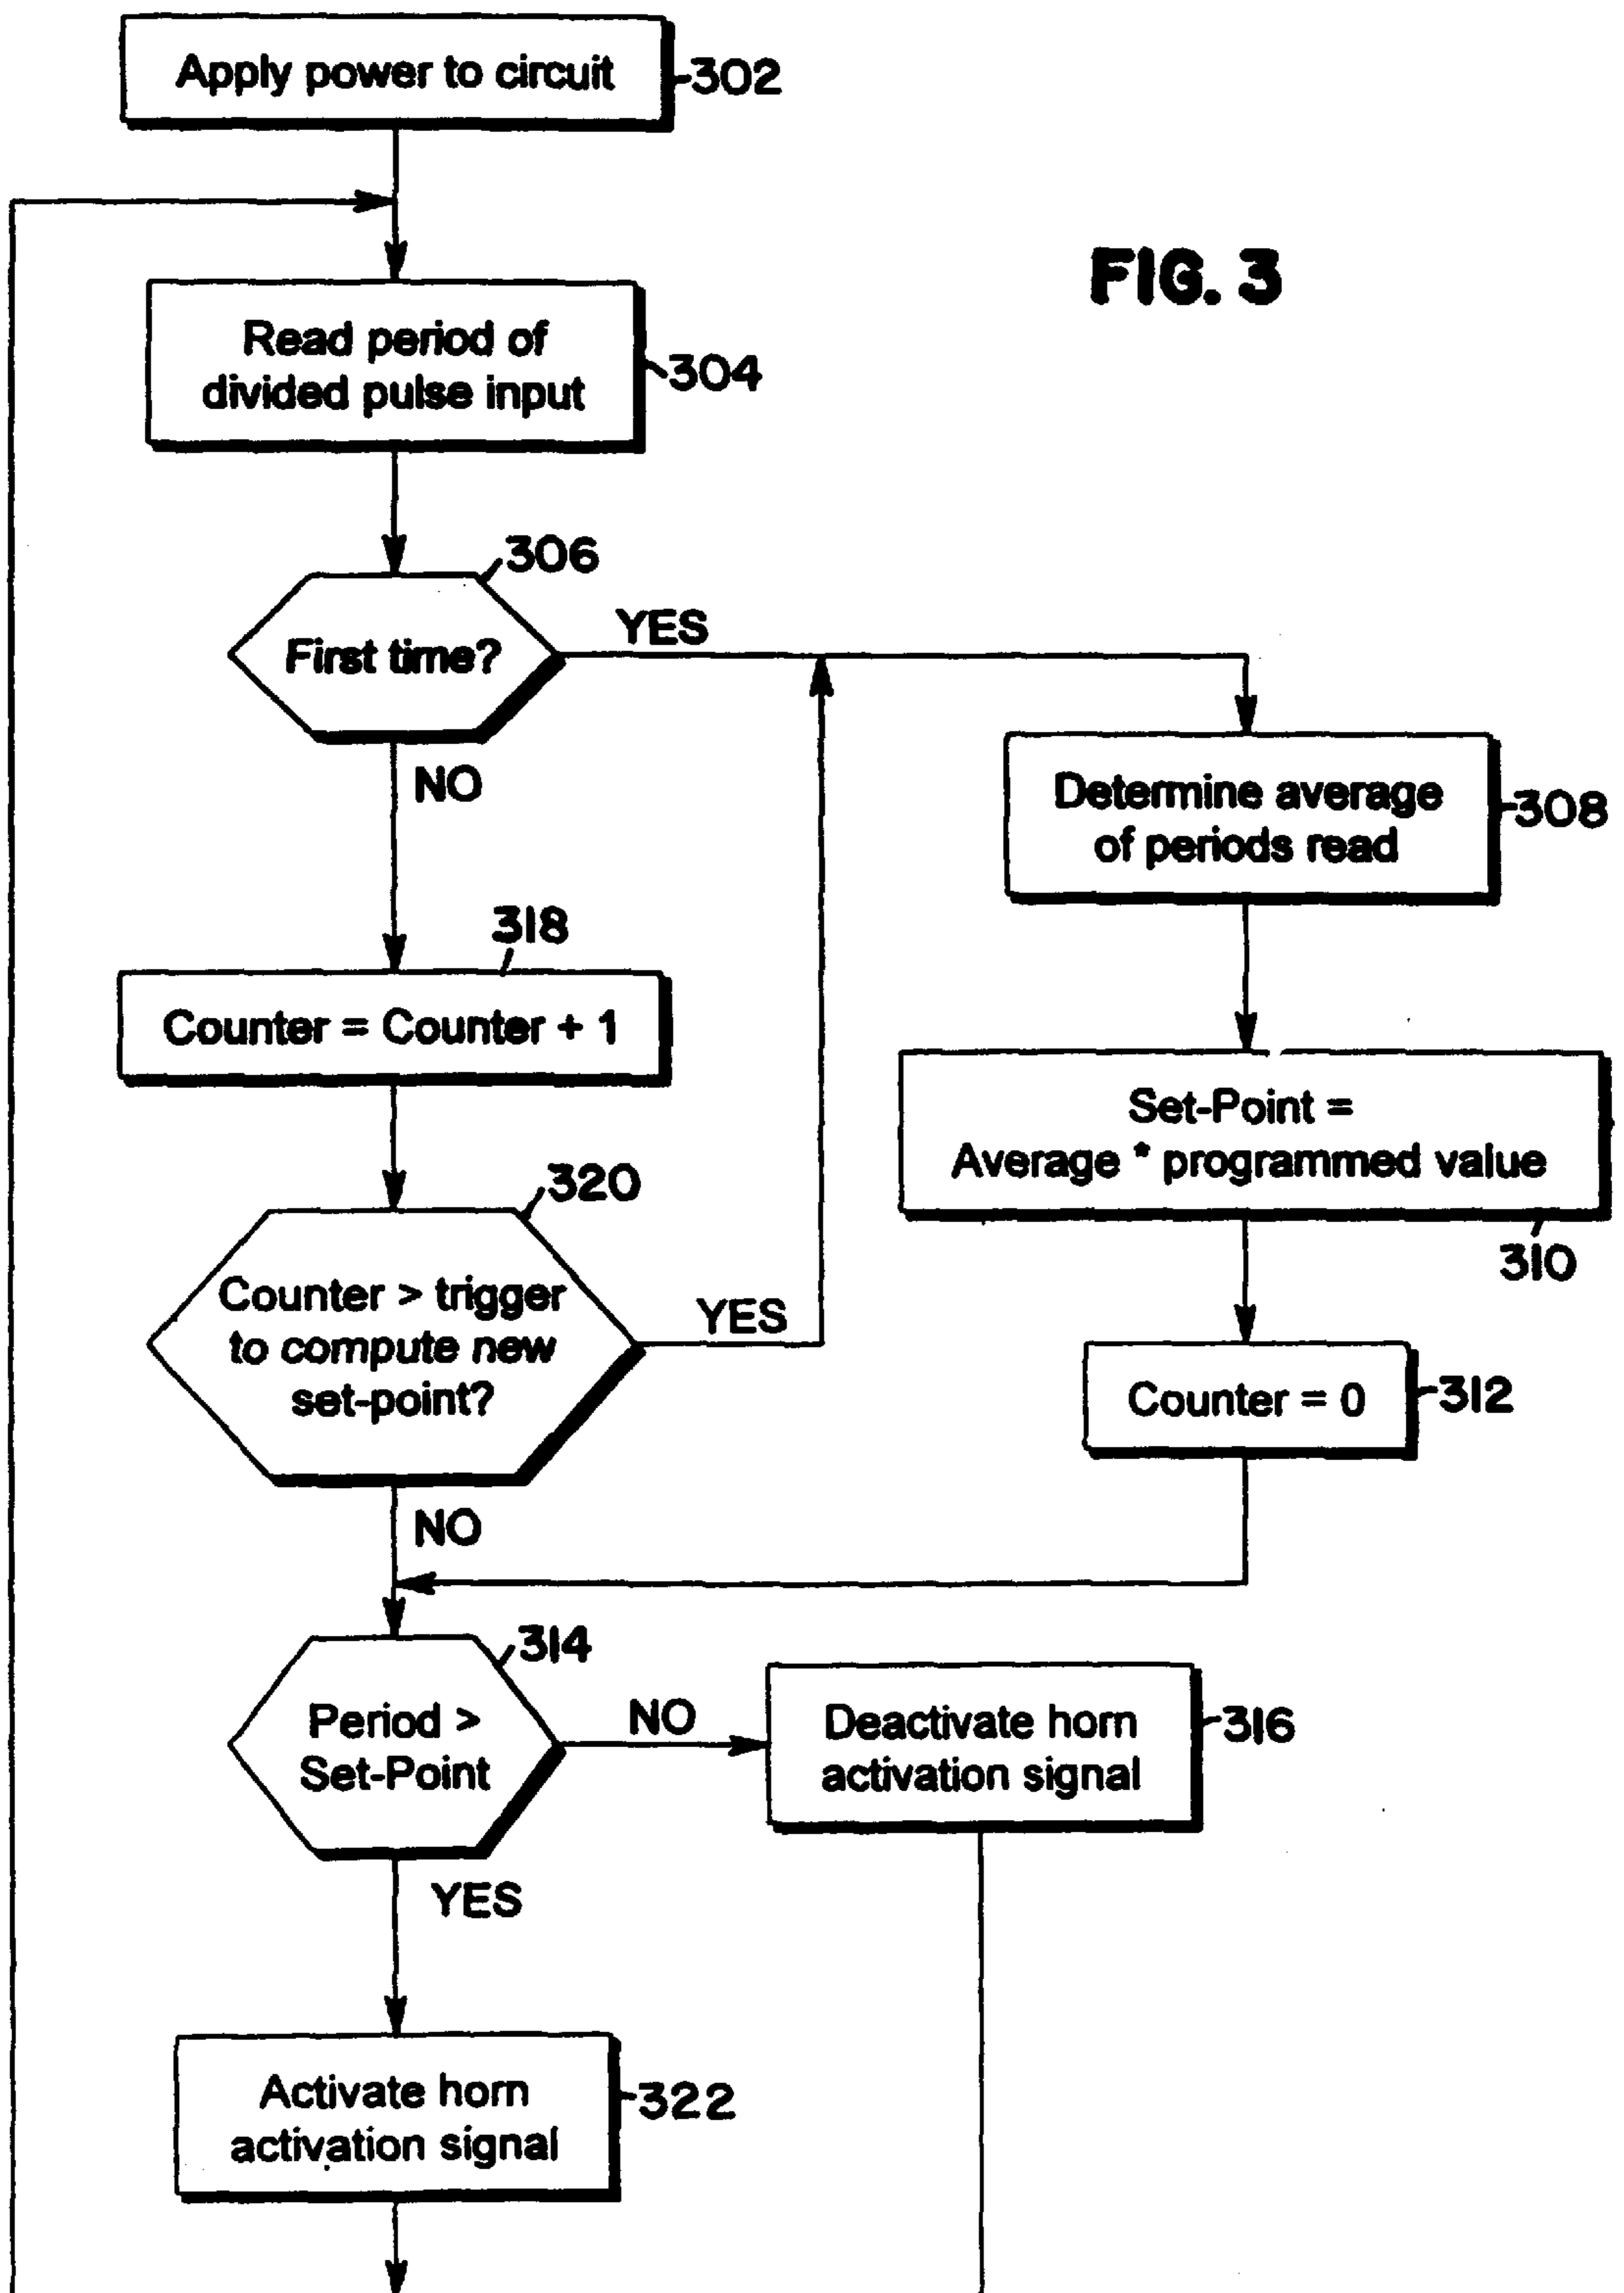 Apply power to circuit
302
FIG. 3
Read period of
divided pulse input
304
306
First time?
YES
NO
Determine average
of periods read
308
318
Counter = Counter + 1
Set-Point =
Average * programmed value
310
320
Counter > trigger
to compute new
set-point?
YES
NO
Counter = 0
312
314
Period >
Set-Point
NO
YES
Deactivate horn
activation signal
316
Activate horn
activation signal
322